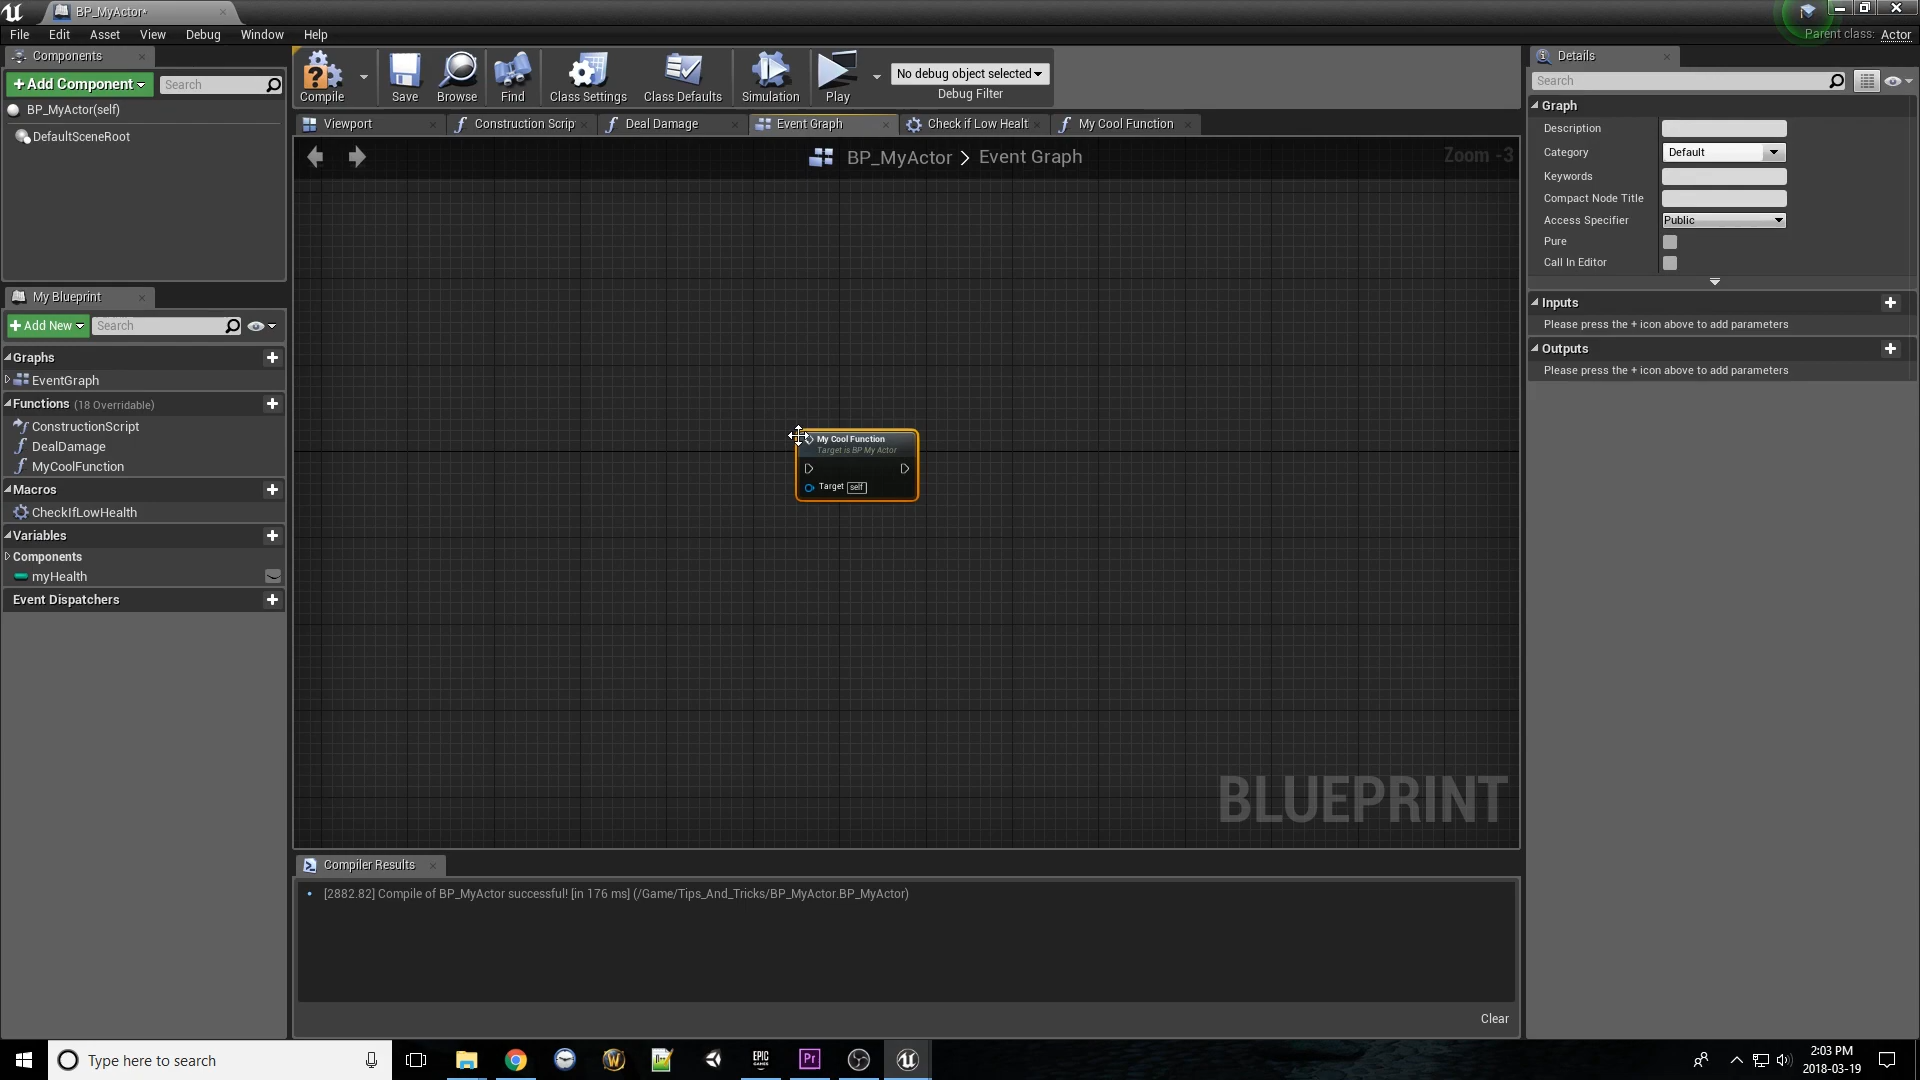 BP_MyActor•
File Edit Asset View Debug Window Help
Parent class: Actor
Components
+Add Component
Search
BP_MyActor(self)
DefaultSceneRoot
My Blueprint
+Add New
Search
Graphs
EventGraph
Functions (18 Overridable)
ConstructionScript
DealDamage
MyCoolFunction
Macros
CheckIfLowHealth
Variables
Components
myHealth
Event Dispatchers
Compile Save Browse Find Class Settings Class Defaults Simulation Play
No debug object selected
Debug Filter
Viewport Construction Scrip Deal Damage Event Graph Check if Low Healt My Cool Function
BP_MyActor > Event Graph
Zoom -3
My Cool Function
Target is BP My Actor
Target self
BLUEPRINT
Compiler Results
• [2882.82] Compile of BP_MyActor successful! [in 176 ms] (/Game/Tips_And_Tricks/BP_MyActor.BP_MyActor)
Clear
Details
Search
Graph
Description
Category Default
Keywords
Compact Node Title
Access Specifier Public
Pure
Call In Editor
Inputs
Please press the + icon above to add parameters
Outputs
Please press the + icon above to add parameters
Type here to search
EPIC
GAMES
Pr
2:03 PM
2018-03-19